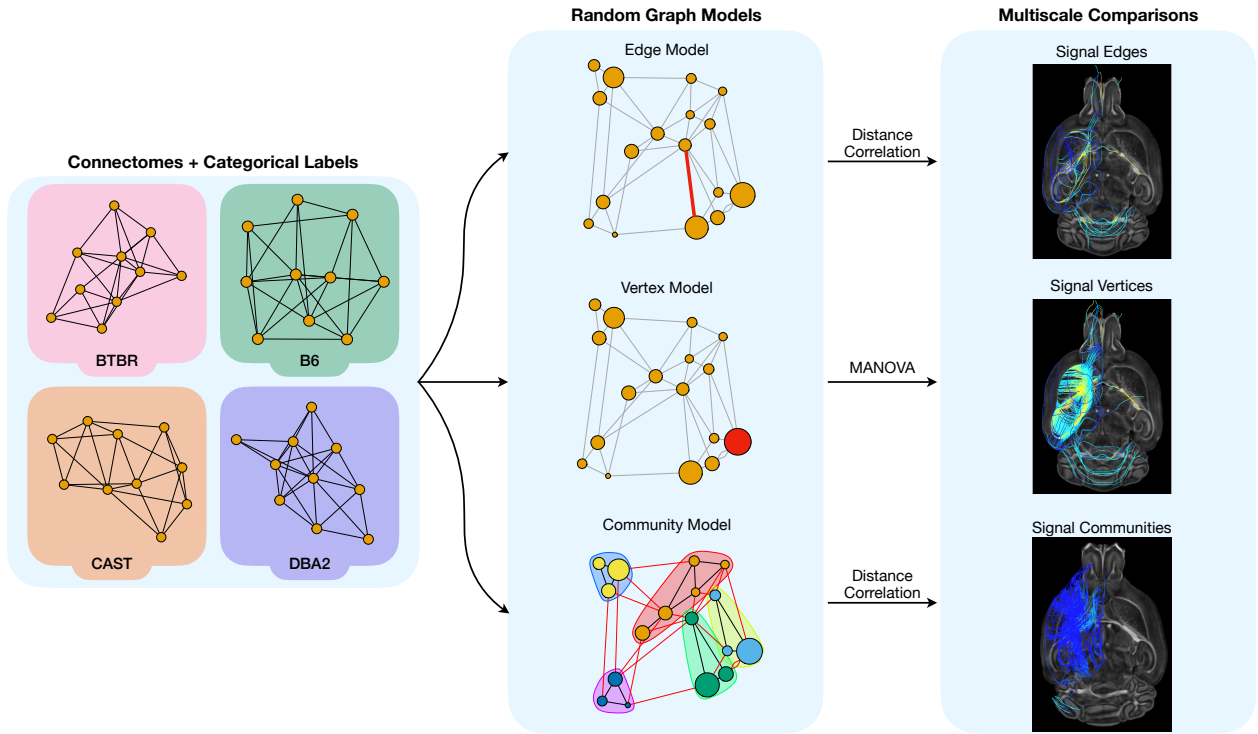 Connectomes + Categorical Labels
BTBR
B6
CAST
DBA2
Random Graph Models
Edge Model
Vertex Model
Community Model
Distance
Correlation
MANOVA
Distance
Correlation
Multiscale Comparisons
Signal Edges
Signal Vertices
Signal Communities